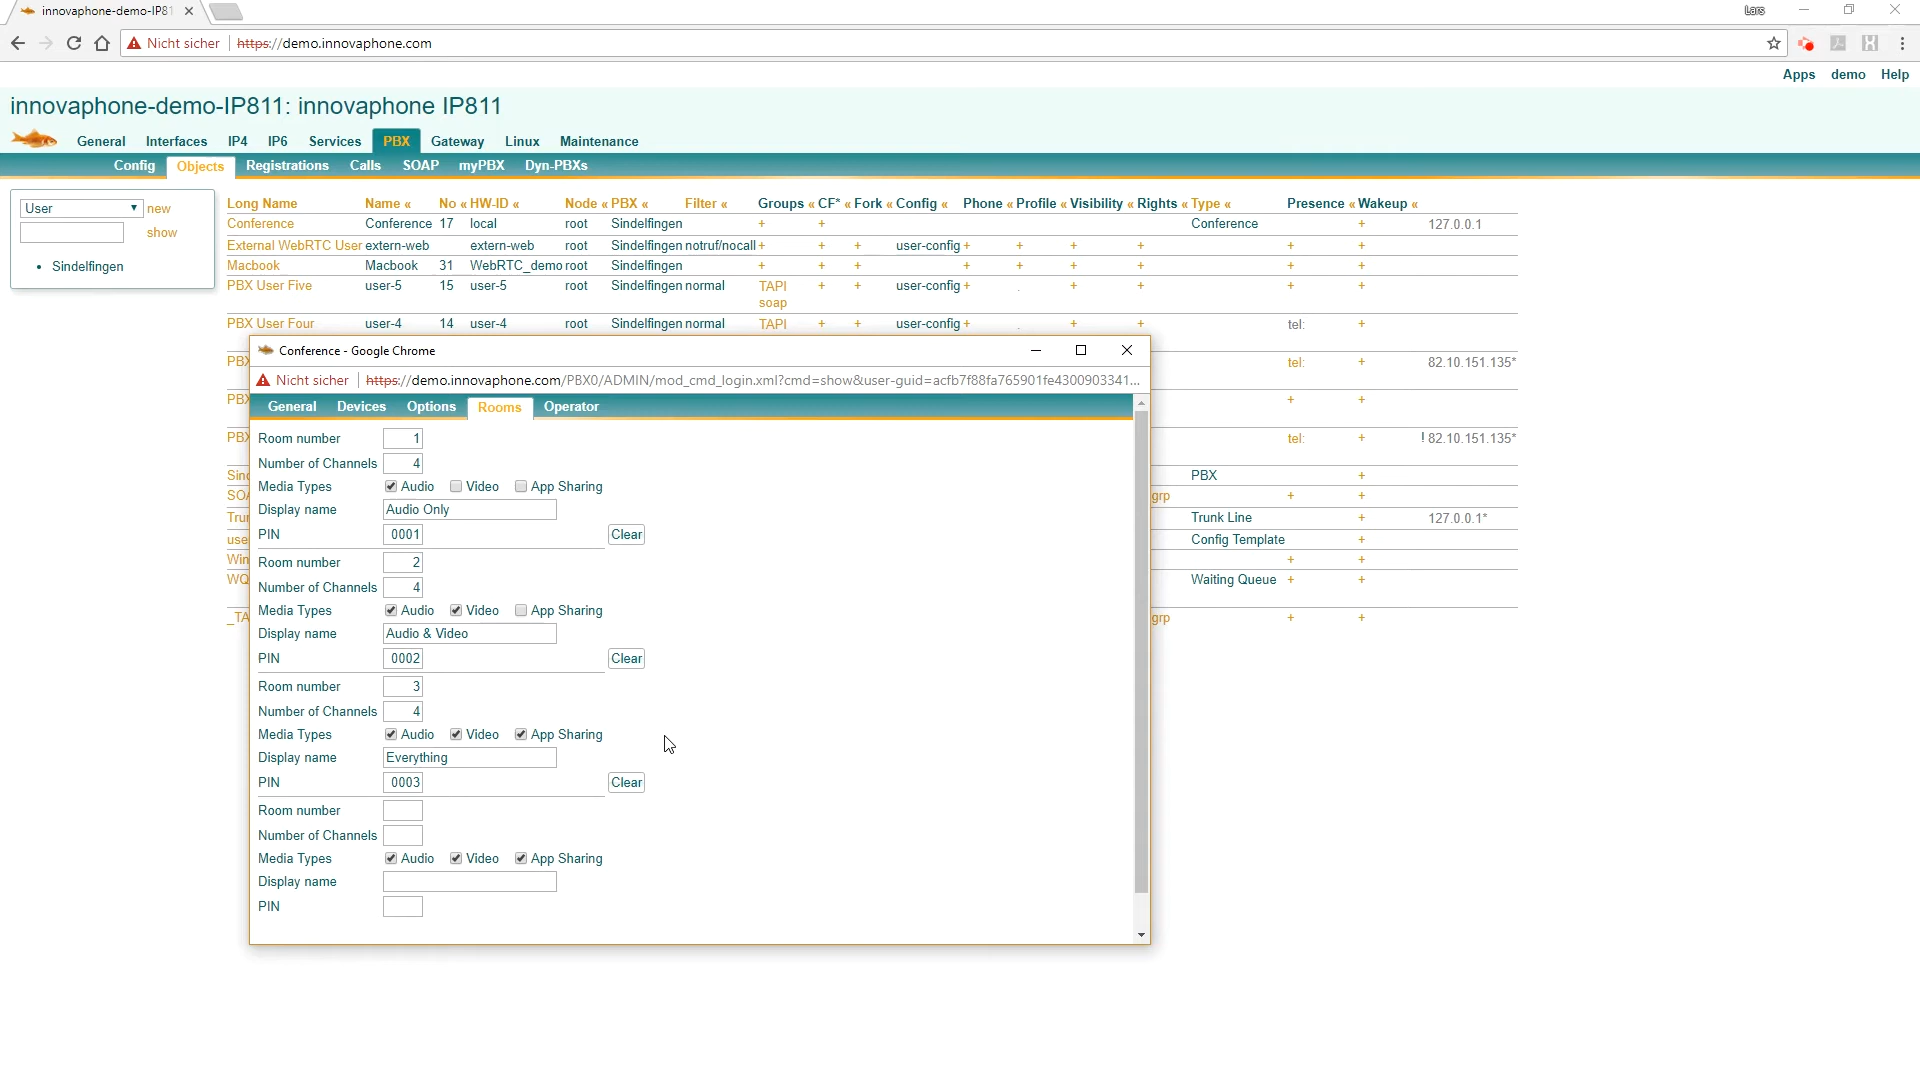 innovaphone-demo-IP81
Lars
Nicht sicher https://demo.innovaphone.com
Apps demo Help
innovaphone-demo-IP811: innovaphone IP811
General Interfaces IP4 IP6 Services PBX Gateway Linux Maintenance
Config Objects Registrations Calls SOAP myPBX Dyn-PBXs
User new
show
• Sindelfingen
Long Name Name « No « HW-ID « Node « PBX « Filter « Groups « CF* « Fork « Config « Phone « Profile « Visibility « Rights « Type « Presence « Wakeup «
Conference Conference 17 local root Sindelfingen + + Conference + 127.0.0.1
External WebRTC User extern-web extern-web root Sindelfingen notruf/nocall + + + user-config + + + + + +
Macbook Macbook 31 WebRTC_demo root Sindelfingen + + + + + + + + +
PBX User Five user-5 15 user-5 root Sindelfingen normal TAPI + + user-config + . + + + +
soap
PBX User Four user-4 14 user-4 root Sindelfingen normal TAPI + + user-config + . + + tel: +
PBX tel: + 82.10.151.135*
PBX + +
PBX tel: + ! 82.10.151.135*
Sin PBX +
SOA grp + +
Trun Trunk Line + 127.0.0.1*
use Config Template +
Win + +
WQ Waiting Queue + +
_TA grp + +
Conference - Google Chrome
Nicht sicher https://demo.innovaphone.com/PBX0/ADMIN/mod_cmd_login.xml?cmd=show&user-guid=acfb7f88fa765901fe4300903341...
General Devices Options Rooms Operator
Room number 1
Number of Channels 4
Media Types Audio Video App Sharing
Display name Audio Only
PIN 0001 Clear
Room number 2
Number of Channels 4
Media Types Audio Video App Sharing
Display name Audio & Video
PIN 0002 Clear
Room number 3
Number of Channels 4
Media Types Audio Video App Sharing
Display name Everything
PIN 0003 Clear
Room number
Number of Channels
Media Types Audio Video App Sharing
Display name
PIN